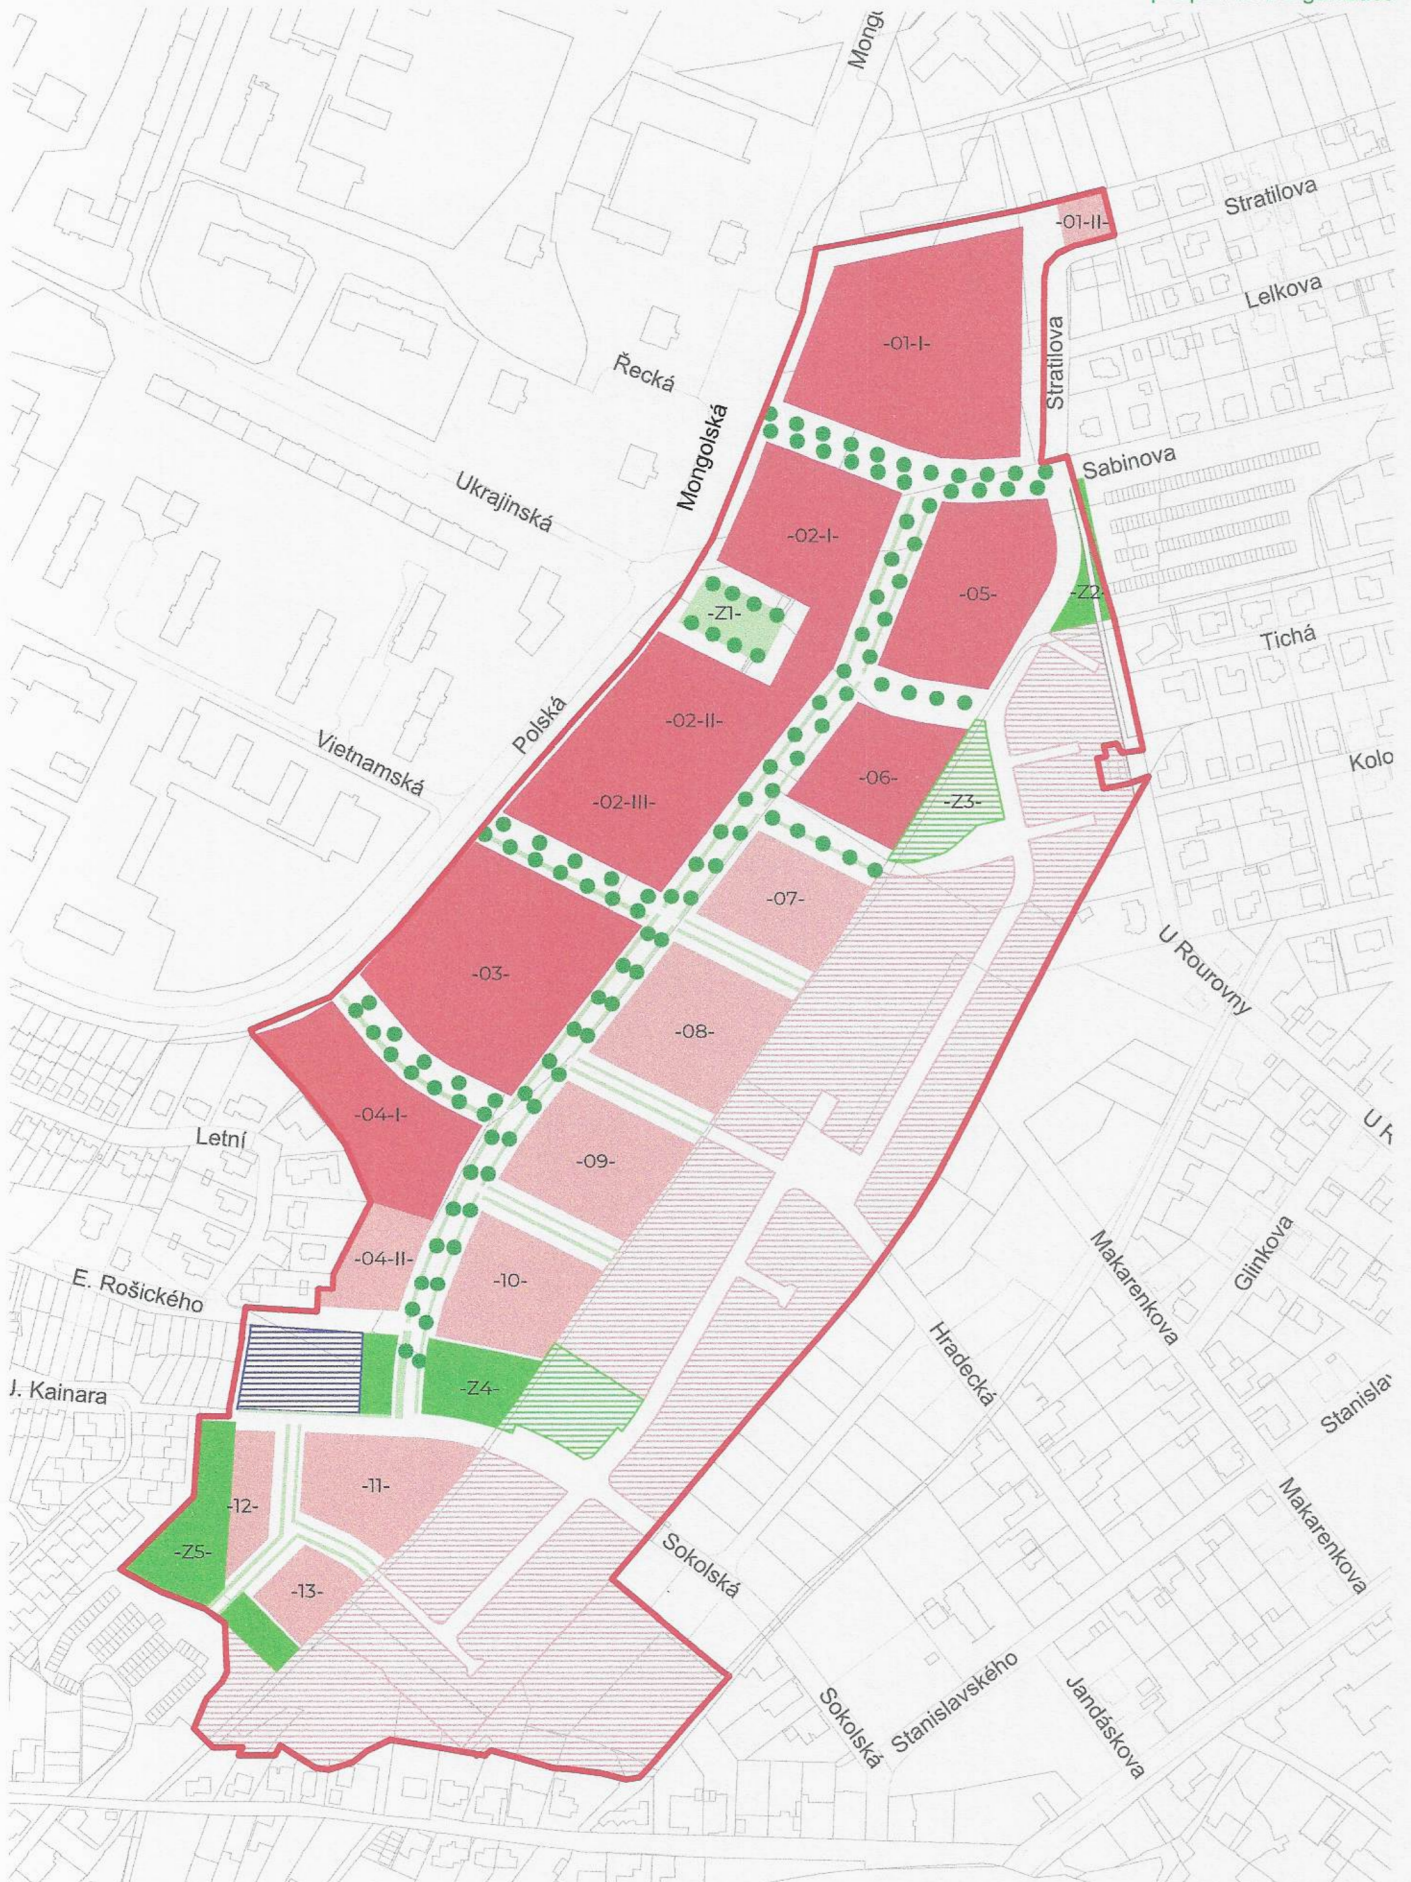 Mong
Stratilova
-01-II-
Lelkova
-01-I-
Stratilova
Řecká
Mongolská
Sabinova
Ukrajinská
-02-I-
-05-
-Z2-
-Z1-
Tichá
Polská
-02-II-
Vietnamská
Kolo
-06-
-02-III-
-Z3-
-07-
U Rourovny
-03-
-08-
-04-I-
U K
Letní
-09-
Makarenkova
Glinkova
-04-II-
-10-
E. Rošického
Hradecká
J. Kainara
-Z4-
Stanisla
-11-
-12-
Makarenkova
-Z5-
Sokolská
-13-
Stanislavského
Sokolská
Jandáskova